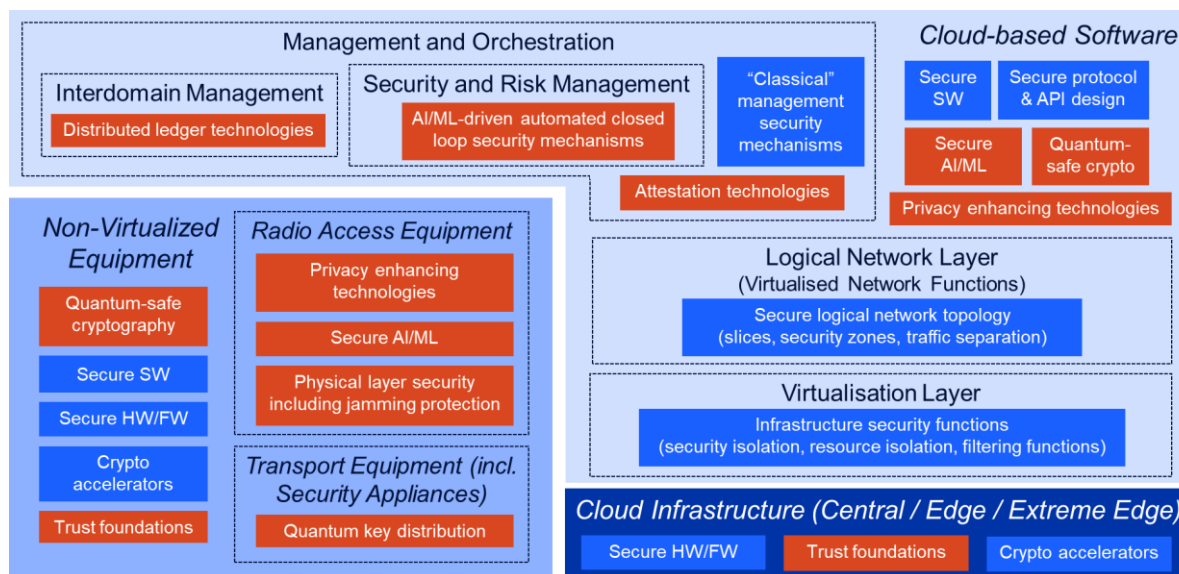 Management and Orchestration
Interdomain Management
Distributed ledger technologies
Security and Risk Management
AI/ML-driven automated closed
loop security mechanisms
“Classical”
management
security
mechanisms
Attestation technologies
Cloud-based Software
Secure
SW
Secure protocol
& API design
Secure
AI/ML
Quantum-
safe crypto
Privacy enhancing technologies
Non-Virtualized
Equipment
Quantum-safe
cryptography
Secure SW
Secure HW/FW
Crypto
accelerators
Trust foundations
Radio Access Equipment
Privacy enhancing
technologies
Secure AI/ML
Physical layer security
including jamming protection
Transport Equipment (incl.
Security Appliances)
Quantum key distribution
Logical Network Layer
(Virtualised Network Functions)
Secure logical network topology
(slices, security zones, traffic separation)
Virtualisation Layer
Infrastructure security functions
(security isolation, resource isolation, filtering functions)
Cloud Infrastructure (Central / Edge / Extreme Edge)
Secure HW/FW
Trust foundations
Crypto accelerators